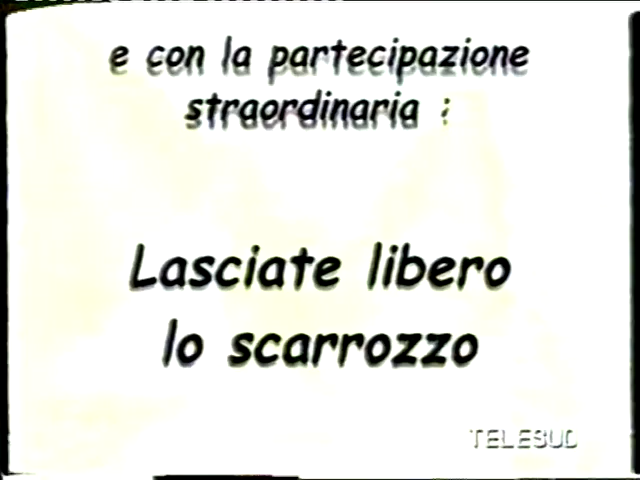 e con la partecipazione
straordinaria :
Lasciate libero
lo scarrozzo
TELESUD